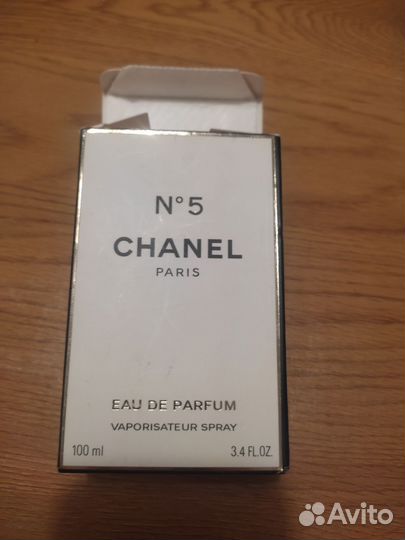 N°5
CHANEL
PARIS
EAU DE PARFUM
VAPORISATEUR SPRAY
100 ml 3.4 FL.OZ.
Avito